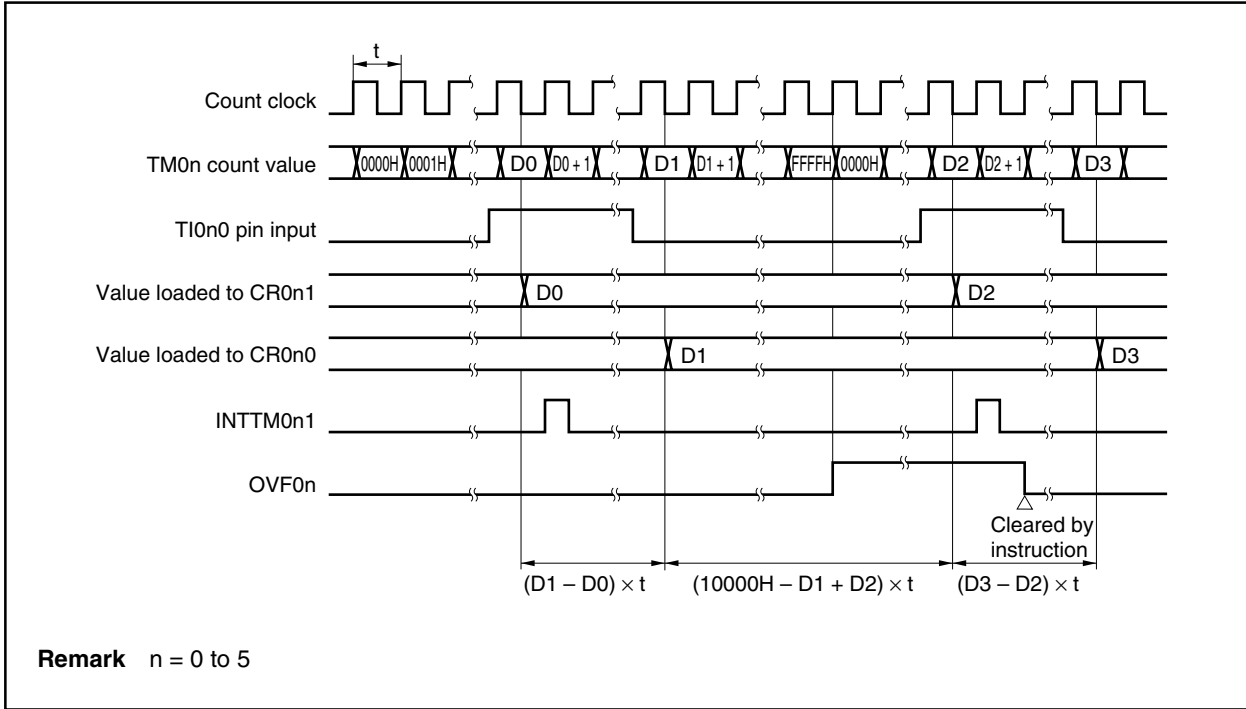 t
Count clock
TM0n count value 0000H 0001H D0 D0 + 1 D1 D1 + 1 FFFFH 0000H D2 D2 + 1 D3
TI0n0 pin input
Value loaded to CR0n1 D0 D2
Value loaded to CR0n0 D1 D3
INTTM0n1
OVF0n
Cleared by
instruction
(D1 – D0) × t (10000H – D1 + D2) × t (D3 – D2) × t
Remark n = 0 to 5